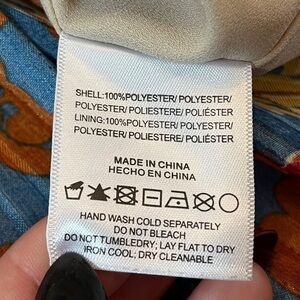 SHELL:100%POLYESTER/ POLYESTER/
POLYESTER/ POLIESTERE/ POLIÉSTER
LINING:100%POLYESTER/ POLYESTER/
POLYESTER/ POLIESTERE/ POLIÉSTER
MADE IN CHINA
HECHO EN CHINA
HAND WASH COLD SEPARATELY
DO NOT BLEACH
DO NOT TUMBLEDRY; LAY FLAT TO DRY
IRON COOL; DRY CLEANABLE